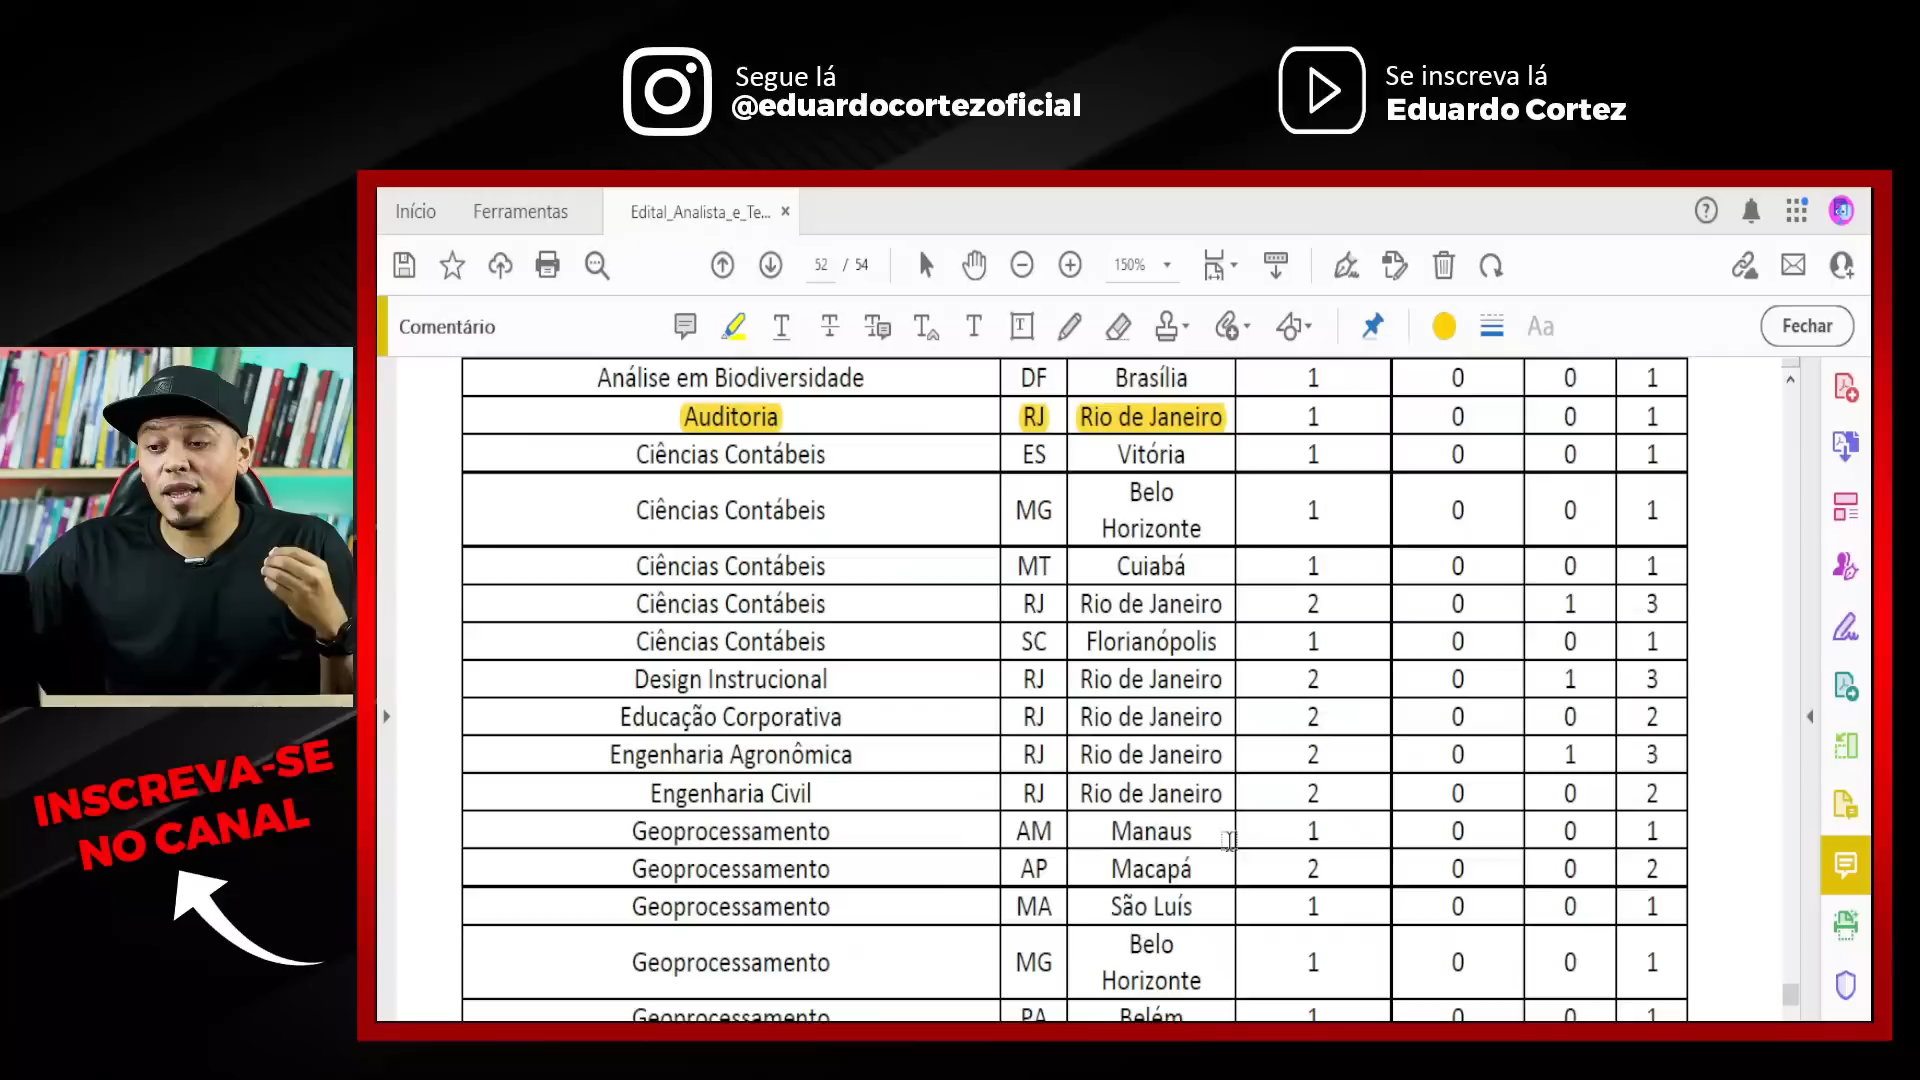 Segue lá
@eduardocortezoficial
Se inscreva lá
Eduardo Cortez
Início Ferramentas Edital_Analista_e_Te... ×
52 / 54 150%
Comentário Aa Fechar
Análise em Biodiversidade DF Brasília 1 0 0 1
Auditoria RJ Rio de Janeiro 1 0 0 1
Ciências Contábeis ES Vitória 1 0 0 1
Ciências Contábeis MG Belo Horizonte 1 0 0 1
Ciências Contábeis MT Cuiabá 1 0 0 1
Ciências Contábeis RJ Rio de Janeiro 2 0 1 3
Ciências Contábeis SC Florianópolis 1 0 0 1
Design Instrucional RJ Rio de Janeiro 2 0 1 3
Educação Corporativa RJ Rio de Janeiro 2 0 0 2
Engenharia Agronômica RJ Rio de Janeiro 2 0 1 3
Engenharia Civil RJ Rio de Janeiro 2 0 0 2
Geoprocessamento AM Manaus 1 0 0 1
Geoprocessamento AP Macapá 2 0 0 2
Geoprocessamento MA São Luís 1 0 0 1
Geoprocessamento MG Belo Horizonte 1 0 0 1
Geoprocessamento PA Belém 1 0 0 1
INSCREVA-SE
NO CANAL